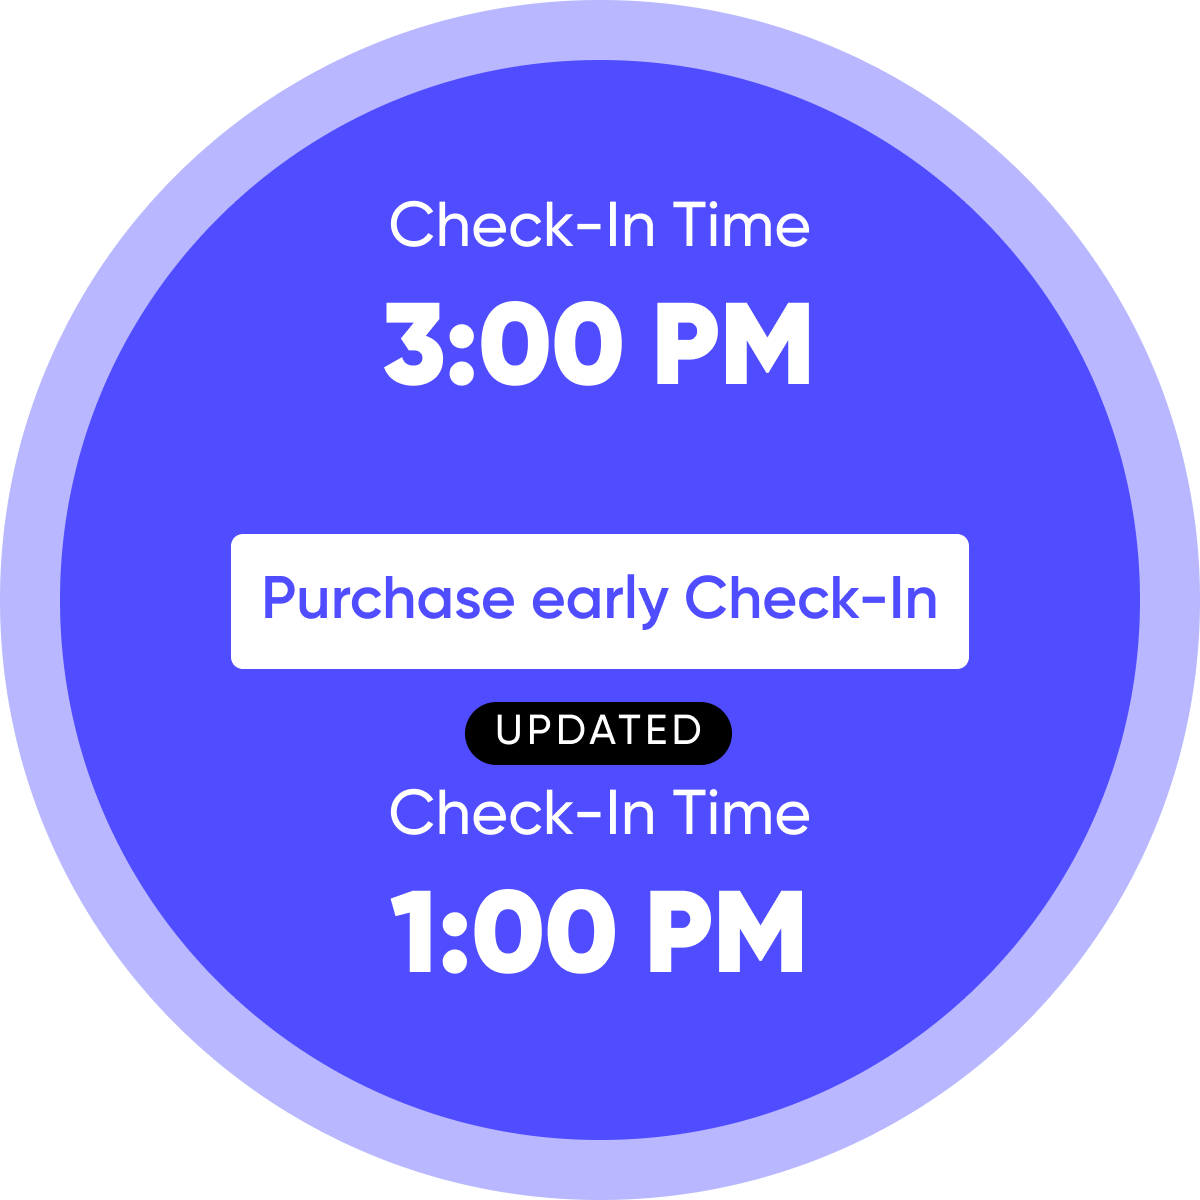 Check-In Time
3:00 PM
Purchase early Check-In
UPDATED
Check-In Time
1:00 PM